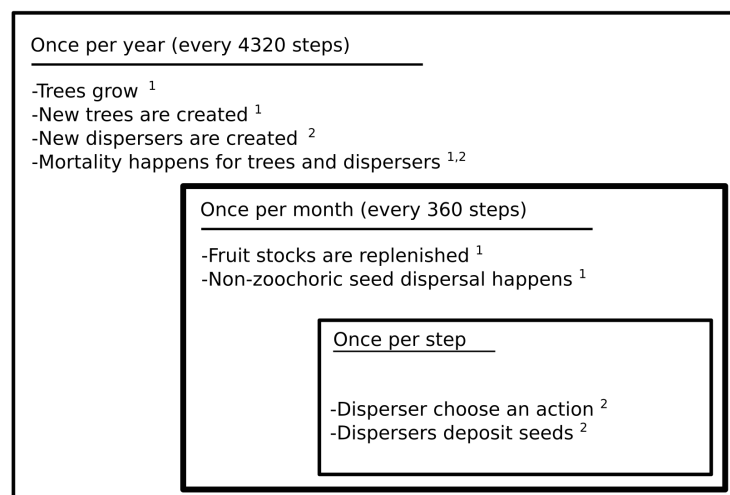 Once per year (every 4320 steps)
-Trees grow ¹
-New trees are created ¹
-New dispersers are created ²
-Mortality happens for trees and dispersers ¹,²
Once per month (every 360 steps)
-Fruit stocks are replenished ¹
-Non-zoochoric seed dispersal happens ¹
Once per step
-Disperser choose an action ²
-Dispersers deposit seeds ²